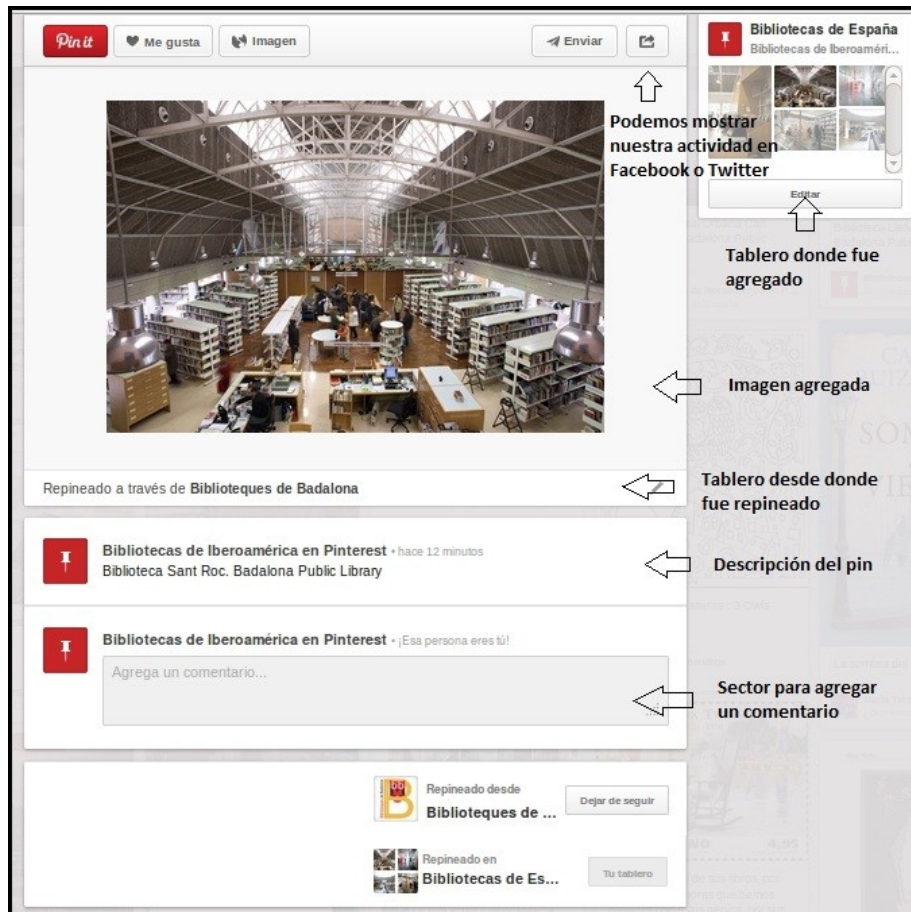 Pinit
Me gusta
Imagen
Enviar
Bibliotecas de España
Bibliotecas de Iberoaméri...
Podemos mostrar
nuestra actividad en
Facebook o Twitter
Editar
Tablero donde fue
agregado
Imagen agregada
Repineado a través de Biblioteques de Badalona
Tablero desde donde
fue repineado
Bibliotecas de Iberoamérica en Pinterest • hace 12 minutos
Biblioteca Sant Roc. Badalona Public Library
Descripción del pin
Bibliotecas de Iberoamérica en Pinterest • ¡Esa persona eres tú!
Agrega un comentario...
Sector para agregar
un comentario
Repineado desde
Biblioteques de ...
Dejar de seguir
Repineado en
Bibliotecas de Es...
Tu tablero
4,95